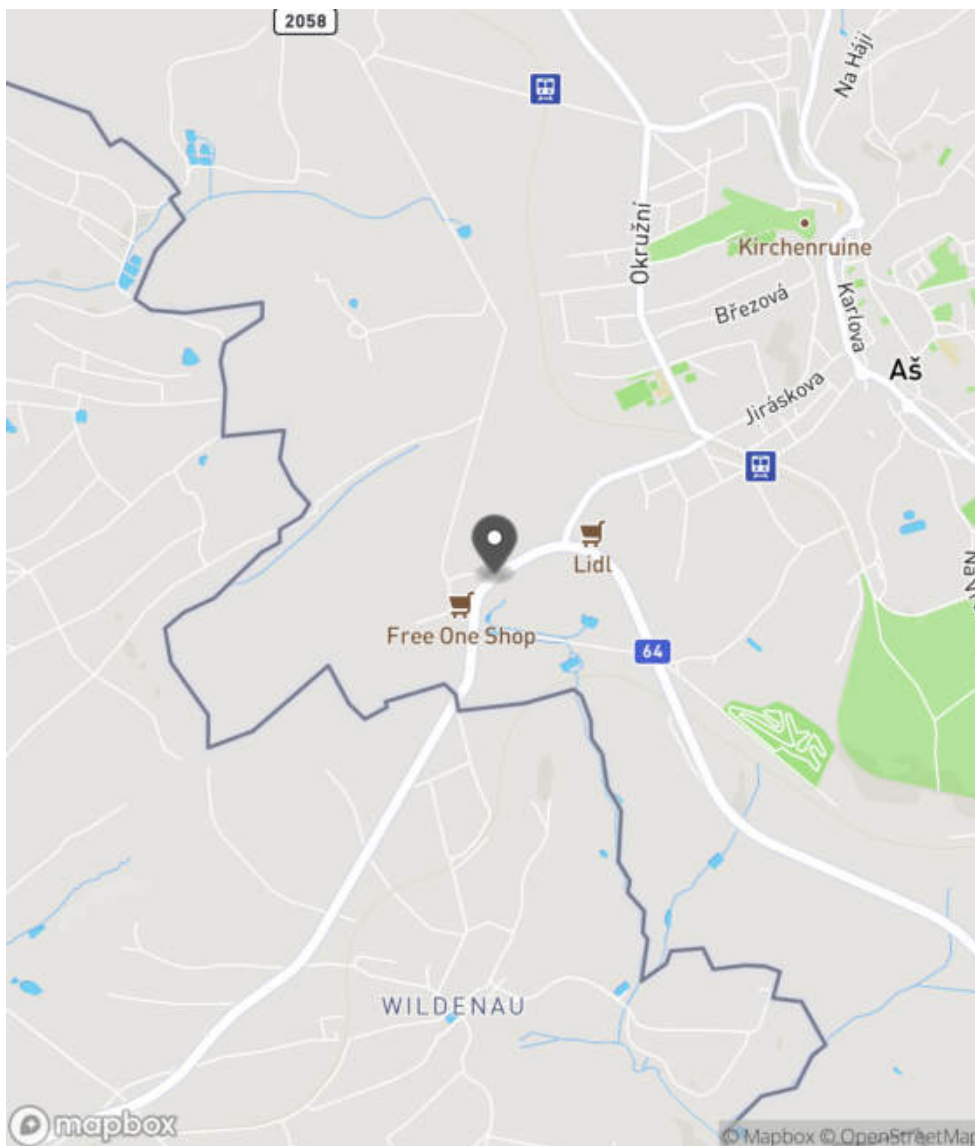 2058
Na Háji
Okružní
Kirchenruine
Březová
Karlova
Aš
Jiráskova
Lidl
Free One Shop
64
WILDENAU
mapbox
© Mapbox © OpenStreetMap